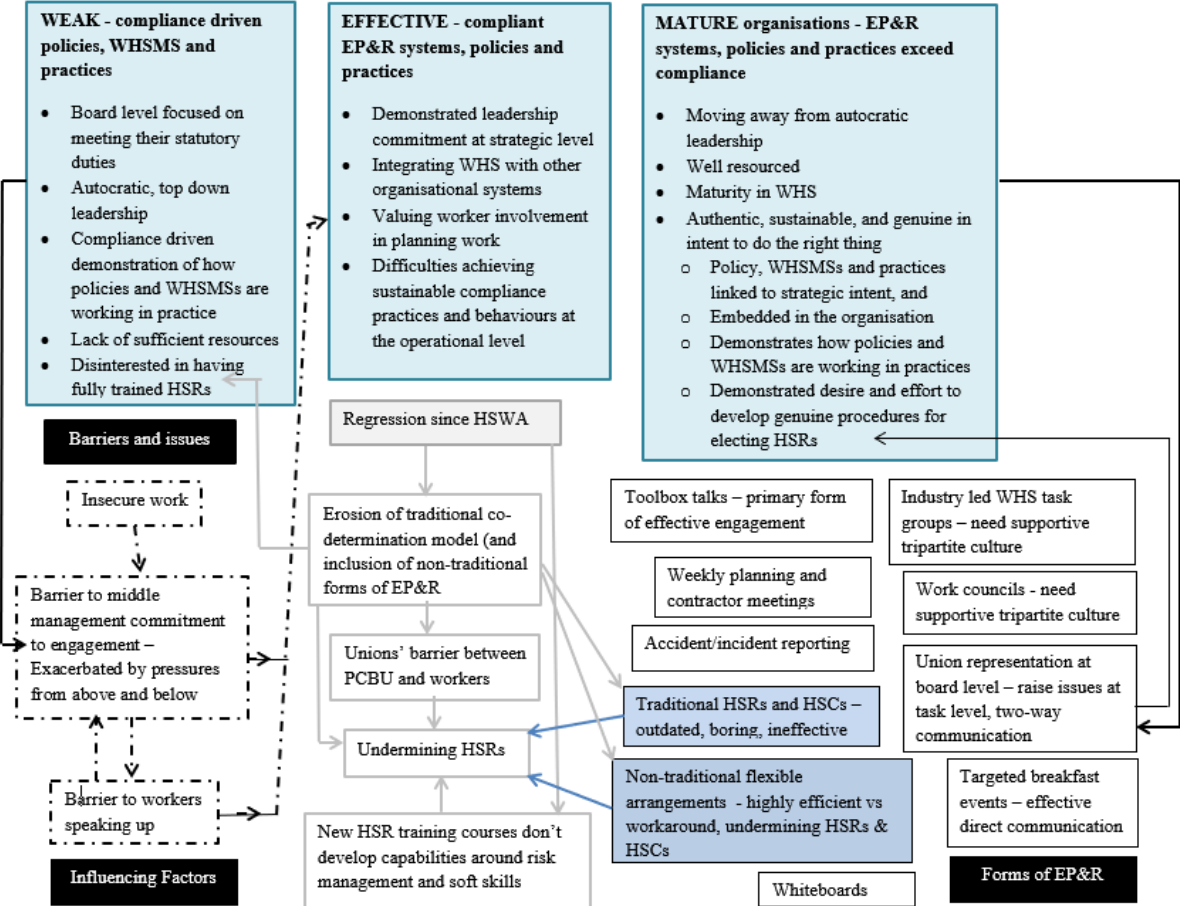 WEAK - compliance driven
policies, WHSMS and
practices
• Board level focused on
meeting their statutory
duties
• Autocratic, top down
leadership
• Compliance driven
demonstration of how
policies and WHSMSs are
working in practice
• Lack of sufficient resources
• Disinterested in having
fully trained HSRs
EFFECTIVE - compliant
EP&R systems, policies and
practices
• Demonstrated leadership
commitment at strategic level
• Integrating WHS with other
organisational systems
• Valuing worker involvement
in planning work
• Difficulties achieving
sustainable compliance
practices and behaviours at
the operational level
MATURE organisations - EP&R
systems, policies and practices exceed
compliance
• Moving away from autocratic
leadership
• Well resourced
• Maturity in WHS
• Authentic, sustainable, and genuine in
intent to do the right thing
o Policy, WHSMSs and practices
linked to strategic intent, and
o Embedded in the organisation
o Demonstrates how policies and
WHSMSs are working in practices
o Demonstrated desire and effort to
develop genuine procedures for
electing HSRs
Barriers and issues
Insecure work
Barrier to middle
management commitment
to engagement –
Exacerbated by pressures
from above and below
Barrier to workers
speaking up
Influencing Factors
Regression since HSWA
Erosion of traditional co-
determination model (and
inclusion of non-traditional
forms of EP&R
Unions’ barrier between
PCBU and workers
Undermining HSRs
New HSR training courses don’t
develop capabilities around risk
management and soft skills
Toolbox talks – primary form
of effective engagement
Weekly planning and
contractor meetings
Accident/incident reporting
Traditional HSRs and HSCs –
outdated, boring, ineffective
Non-traditional flexible
arrangements - highly efficient vs
workaround, undermining HSRs &
HSCs
Whiteboards
Industry led WHS task
groups – need supportive
tripartite culture
Work councils - need
supportive tripartite culture
Union representation at
board level – raise issues at
task level, two-way
communication
Targeted breakfast
events – effective
direct communication
Forms of EP&R